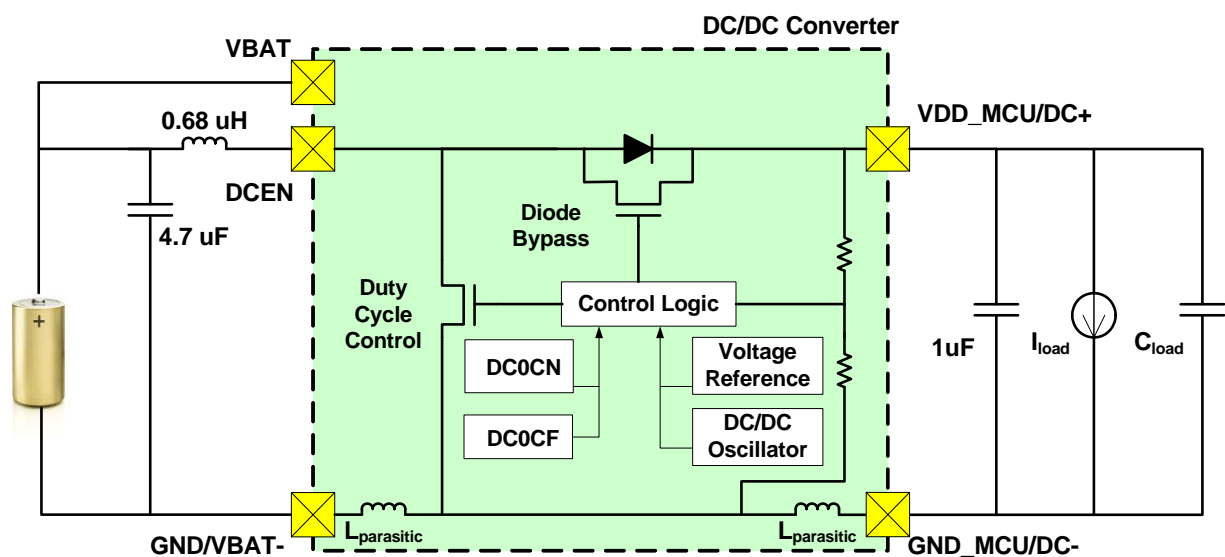 DC/DC Converter
VBAT
0.68 uH
VDD_MCU/DC+
DCEN
4.7 uF
Diode
Bypass
+
Duty
Cycle
Control
Control Logic
1uF
Iload
Cload
DC0CN
Voltage
Reference
DC0CF
DC/DC
Oscillator
Lparasitic
Lparasitic
GND/VBAT-
GND_MCU/DC-